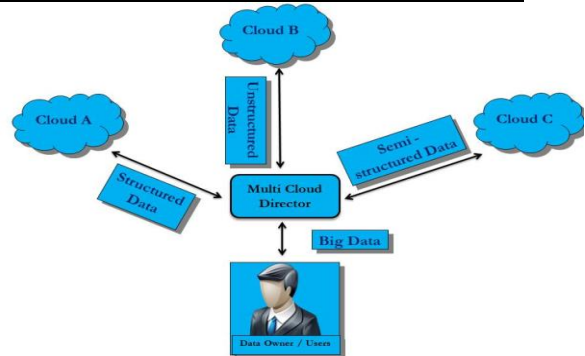 Cloud B
Cloud A
Unstructured
Data
Cloud C
Semi -
structured Data
Structured
Data
Multi Cloud
Director
Big Data
Data Owner / Users